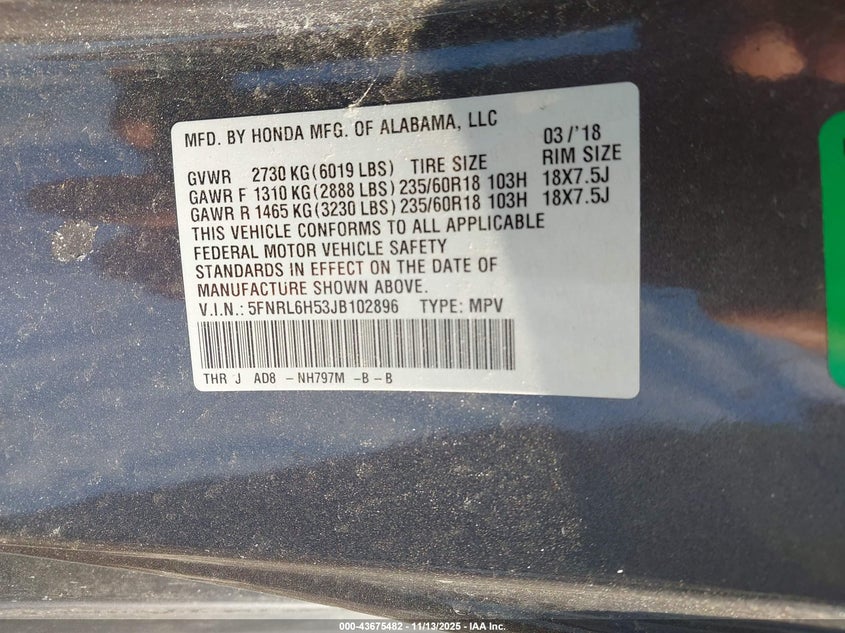 MFD. BY HONDA MFG. OF ALABAMA, LLC 03/'18
GVWR 2730 KG(6019 LBS) TIRE SIZE RIM SIZE
GAWR F 1310 KG(2888 LBS) 235/60R18 103H 18X7.5J
GAWR R 1465 KG(3230 LBS) 235/60R18 103H 18X7.5J
THIS VEHICLE CONFORMS TO ALL APPLICABLE
FEDERAL MOTOR VEHICLE SAFETY
STANDARDS IN EFFECT ON THE DATE OF
MANUFACTURE SHOWN ABOVE.
V.I.N.: 5FNRL6H53JB102896 TYPE: MPV
THR J AD8 - NH797M -B-B
000-43675482 - 11/13/2025 - IAA Inc.